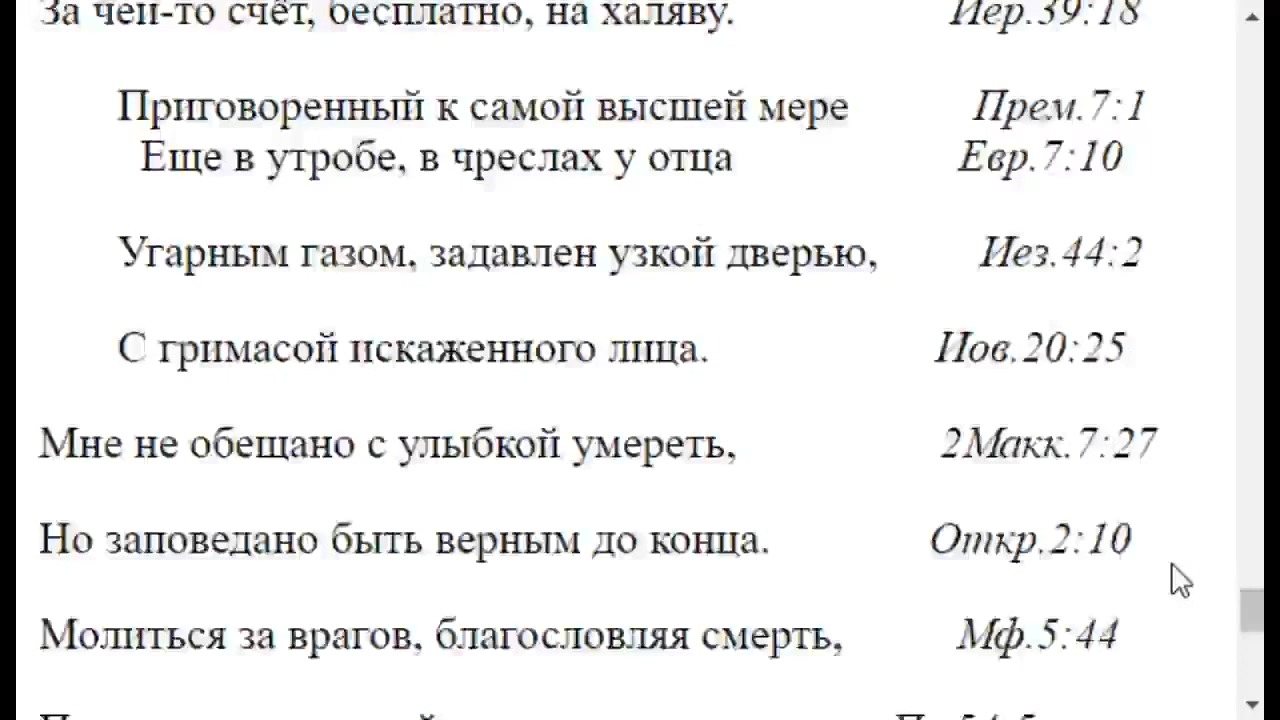 За чей-то счёт, бесплатно, на халяву. Иер.39:18
Приговоренный к самой высшей мере Прем.7:1
Еще в утробе, в чреслах у отца Евр.7:10
Угарным газом, задавлен узкой дверью, Иез.44:2
С гримасой искаженного лица. Иов.20:25
Мне не обещано с улыбкой умереть, 2Макк.7:27
Но заповедано быть верным до конца. Откр.2:10
Молиться за врагов, благословляя смерть, Мф.5:44